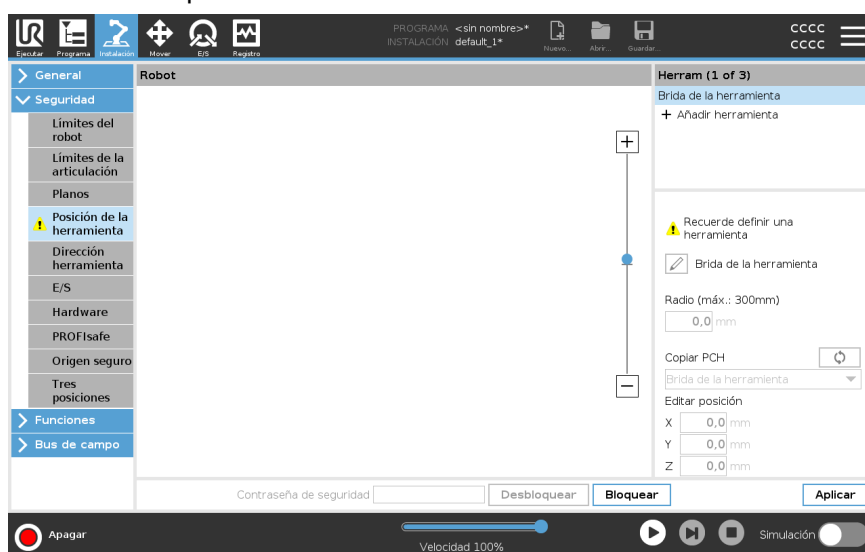 PROGRAMA <sin nombre>*
INSTALACIÓN default_1*
CCCC
CCCC
Ejecutar Programa Instalación Mover E/S Registro Nuevo... Abrir... Guardar...
General
Seguridad
Límites del
robot
Límites de la
articulación
Planos
Posición de la
herramienta
Dirección
herramienta
E/S
Hardware
PROFIsafe
Origen seguro
Tres
posiciones
Funciones
Bus de campo
Robot
Herram (1 of 3)
Brida de la herramienta
+ Añadir herramienta
Recuerde definir una
herramienta
Brida de la herramienta
Radio (máx.: 300mm)
0,0 mm
Copiar PCH
Brida de la herramienta
Editar posición
X 0,0 mm
Y 0,0 mm
Z 0,0 mm
Contraseña de seguridad Desbloquear Bloquear Aplicar
Apagar
Velocidad 100%
Simulación